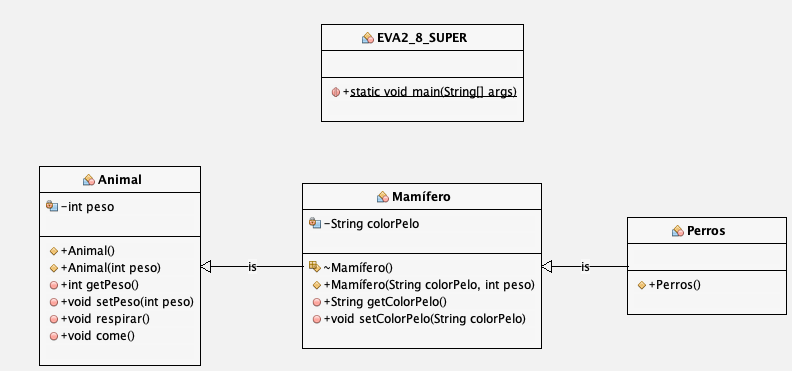 EVA2_8_SUPER
+static void main(String[] args)
Animal
-int peso
+Animal()
+Animal(int peso)
+int getPeso()
+void setPeso(int peso)
+void respirar()
+void come()
is
Mamífero
-String colorPelo
~Mamífero()
+Mamífero(String colorPelo, int peso)
+String getColorPelo()
+void setColorPelo(String colorPelo)
is
Perros
+Perros()